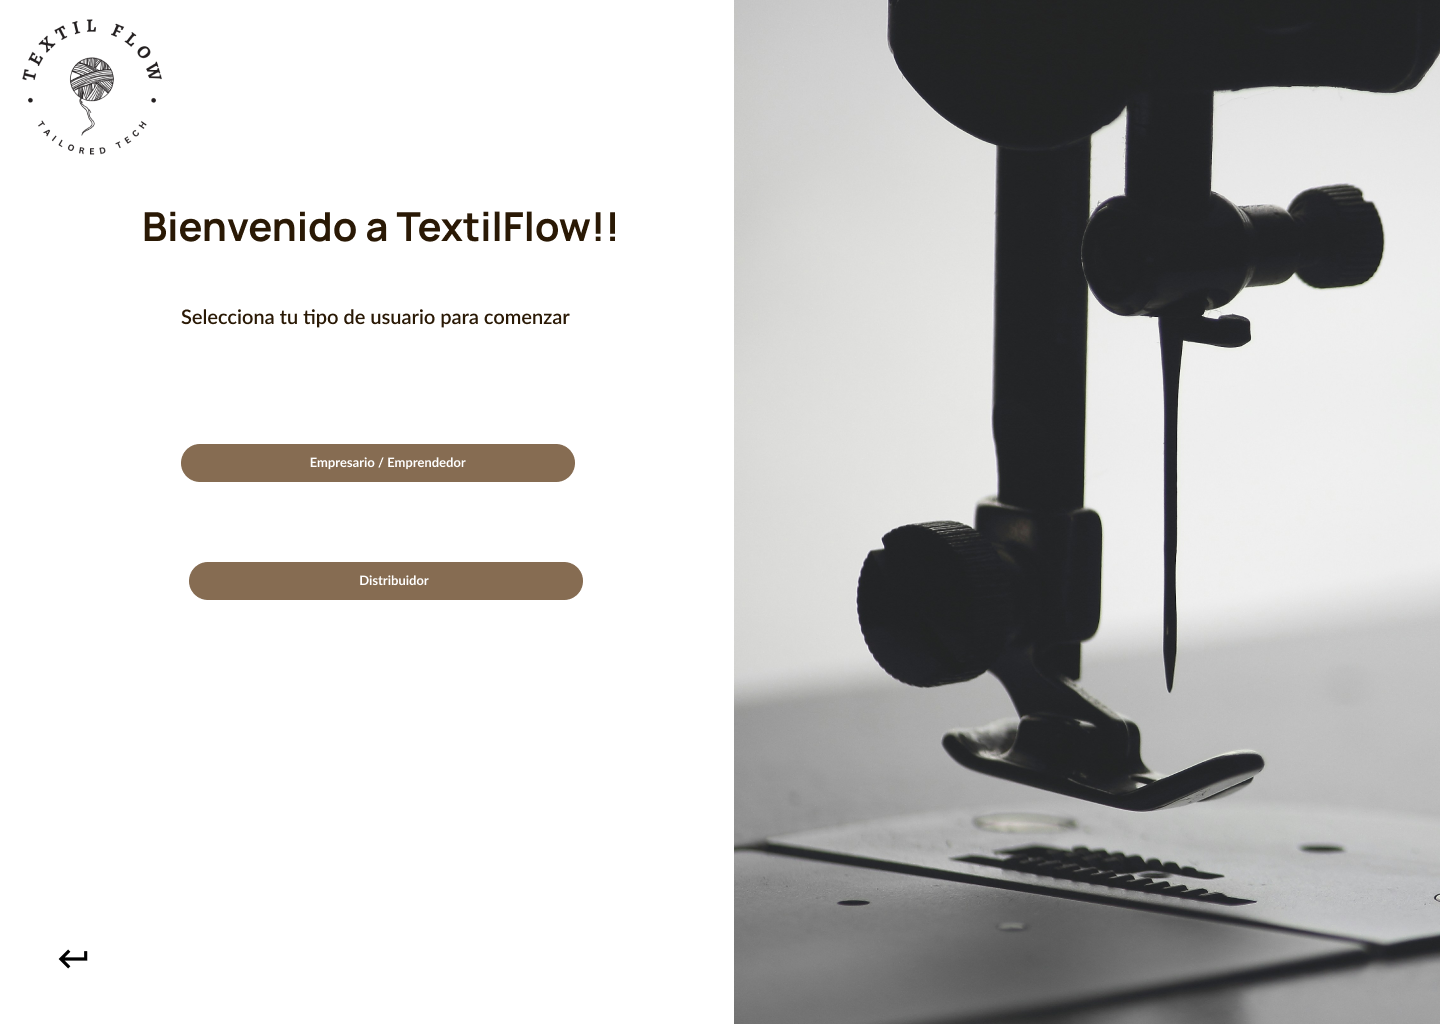 TEXTIL FLOW
TAILORED TECH
Bienvenido a TextilFlow!!
Selecciona tu tipo de usuario para comenzar
Empresario / Emprendedor
Distribuidor